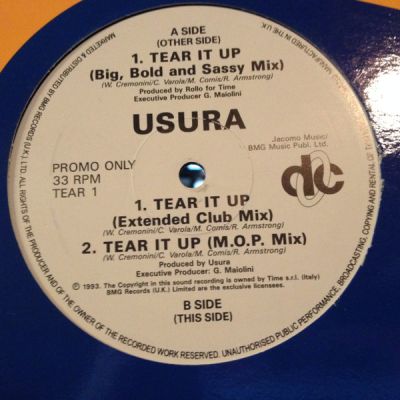 A SIDE
(OTHER SIDE)
1. TEAR IT UP
(Big, Bold and Sassy Mix)
(W. Cremonini/C. Varola/M. Comis/R. Armstrong)
Produced by Rollo for Time
Executive Producer G. Maiolini
USURA
Jecomo Music/
BMG Music Publ. Ltd.
PROMO ONLY
33 RPM
TEAR 1
dc
1. TEAR IT UP
(Extended Club Mix)
(W. Cremonini/C. Varola/M. Comis/R. Armstrong)
2. TEAR IT UP (M.O.P. Mix)
(W. Cremonini/C. Varola/M. Comis/R. Armstrong)
Produced by Usura
Executive Producer: G. Maiolini
© 1993. The Copyright in this sound recording is owned by Time s.r.l. (Italy)
BMG Records (U.K.) Limited are the exclusive licensees.
B SIDE
(THIS SIDE)
MARKETED & DISTRIBUTED BY BMG RECORDS (U.K.) LTD. ALL RIGHTS OF THE PRODUCER AND OF THE OWNER OF THE RECORDED WORK RESERVED. UNAUTHORISED PUBLIC PERFORMANCE, BROADCASTING, COPYING AND RENTAL OF
MANUFACTURED IN THE U.K.